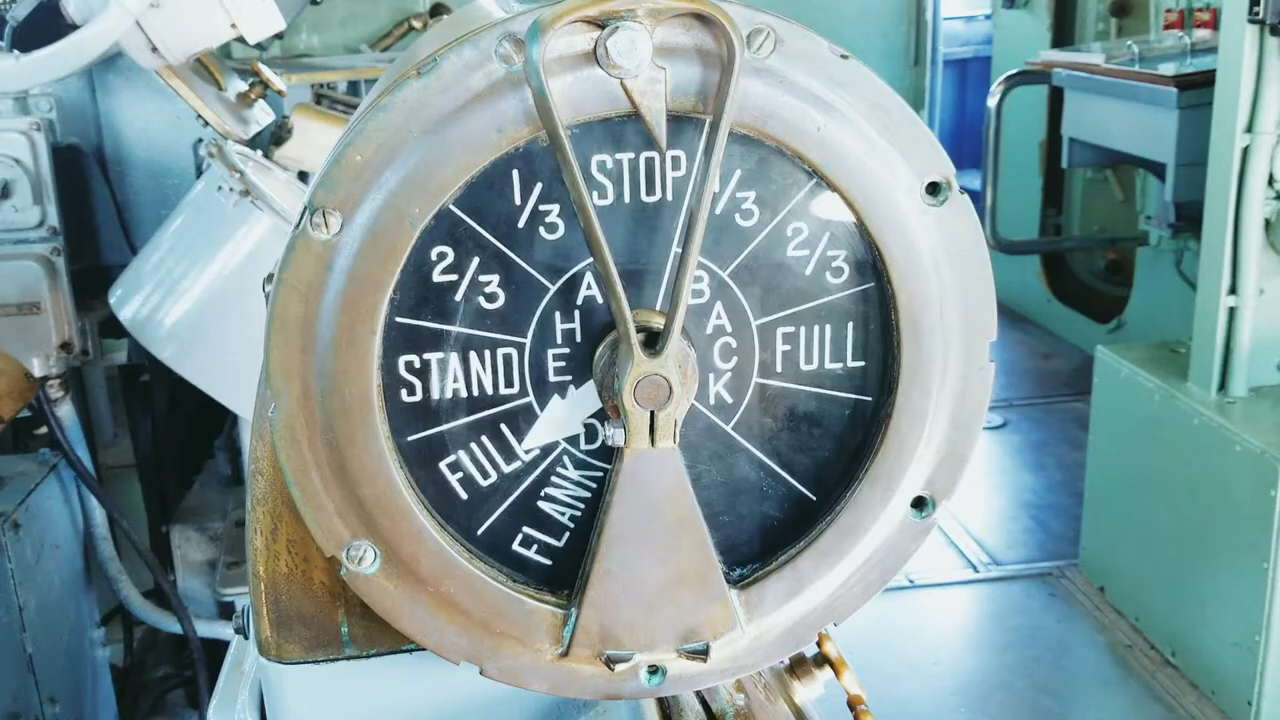 STOP
1/3
2/3
STAND
FULL
FLANK
AHEAD
1/3
2/3
FULL
BACK